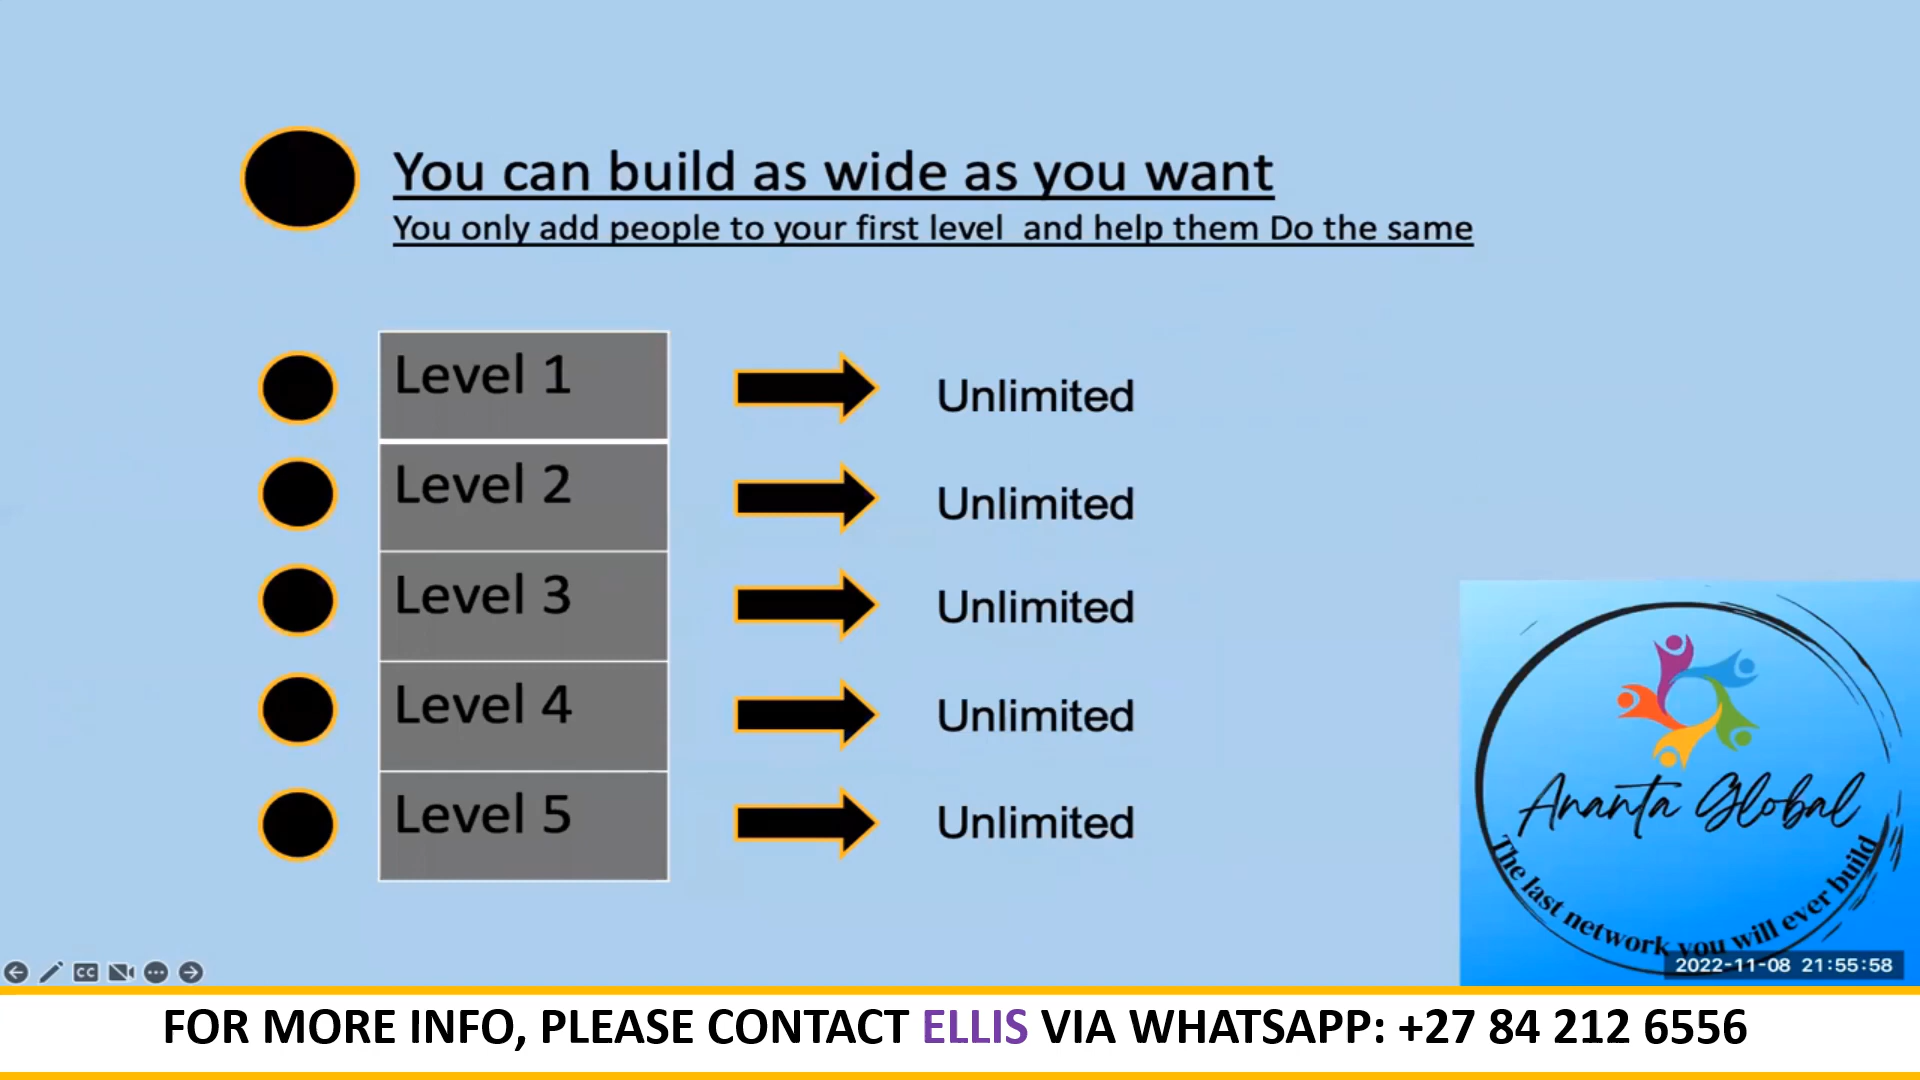 You can build as wide as you want
You only add people to your first level and help them Do the same
Level 1
Unlimited
Level 2
Unlimited
Level 3
Unlimited
Level 4
Unlimited
Level 5
Unlimited
Ananta Global
The last network you will ever build
CC
2022-11-08 21:55:58
FOR MORE INFO, PLEASE CONTACT ELLIS VIA WHATSAPP: +27 84 212 6556